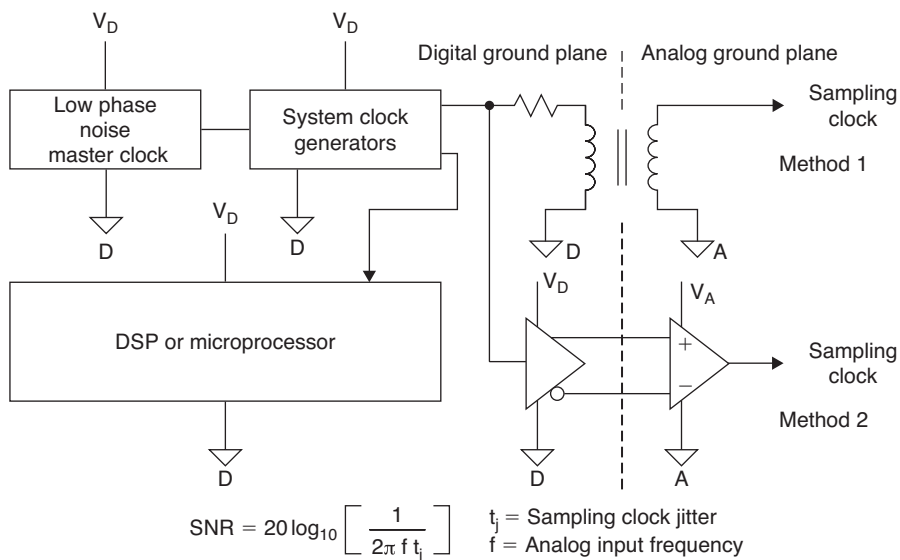 V_D
V_D
Digital ground plane
Analog ground plane
Low phase
noise
master clock
System clock
generators
Sampling
clock
Method 1
D
D
V_D
D
A
V_D
V_A
DSP or microprocessor
+
−
Sampling
clock
Method 2
D
D
A
SNR = 20 log₁₀ [ 1 / 2π f t_j ]
t_j = Sampling clock jitter
f = Analog input frequency